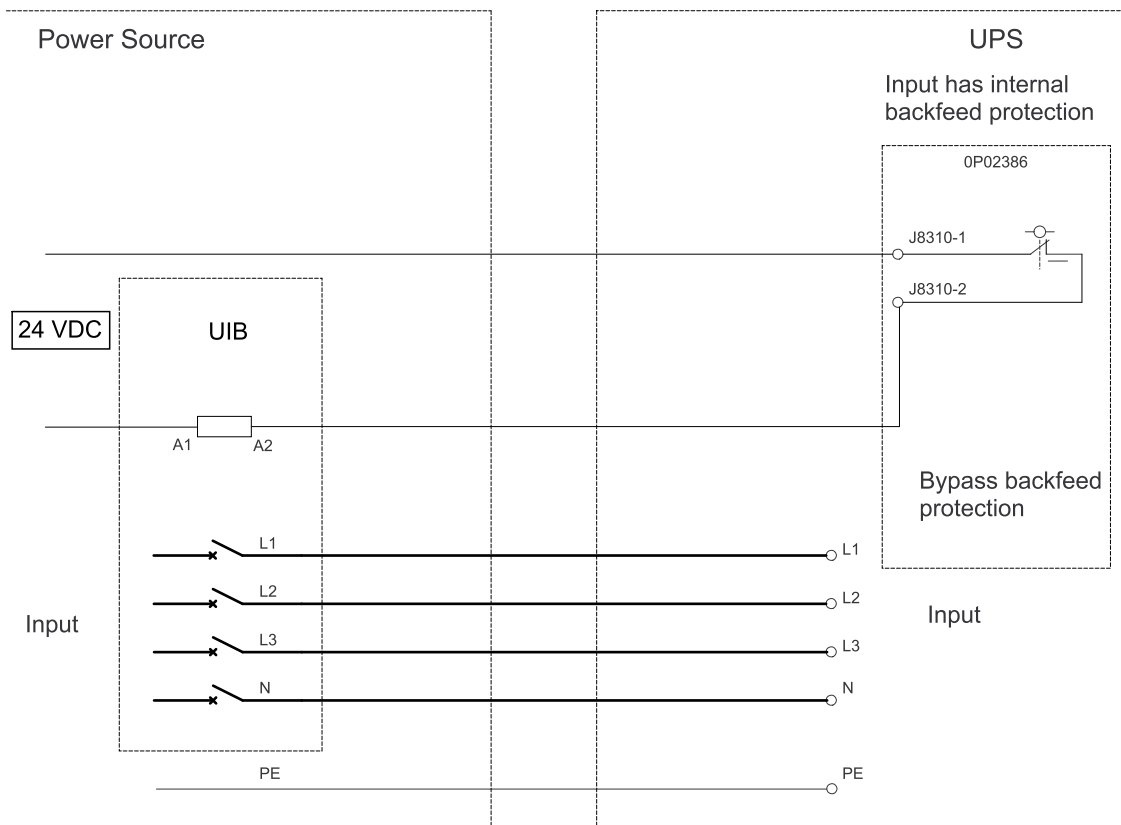 Power Source
UPS
Input has internal
backfeed protection
0P02386
J8310-1
J8310-2
24 VDC
UIB
A1
A2
Bypass backfeed
protection
L1
L1
L2
L2
Input
Input
L3
L3
N
N
PE
PE